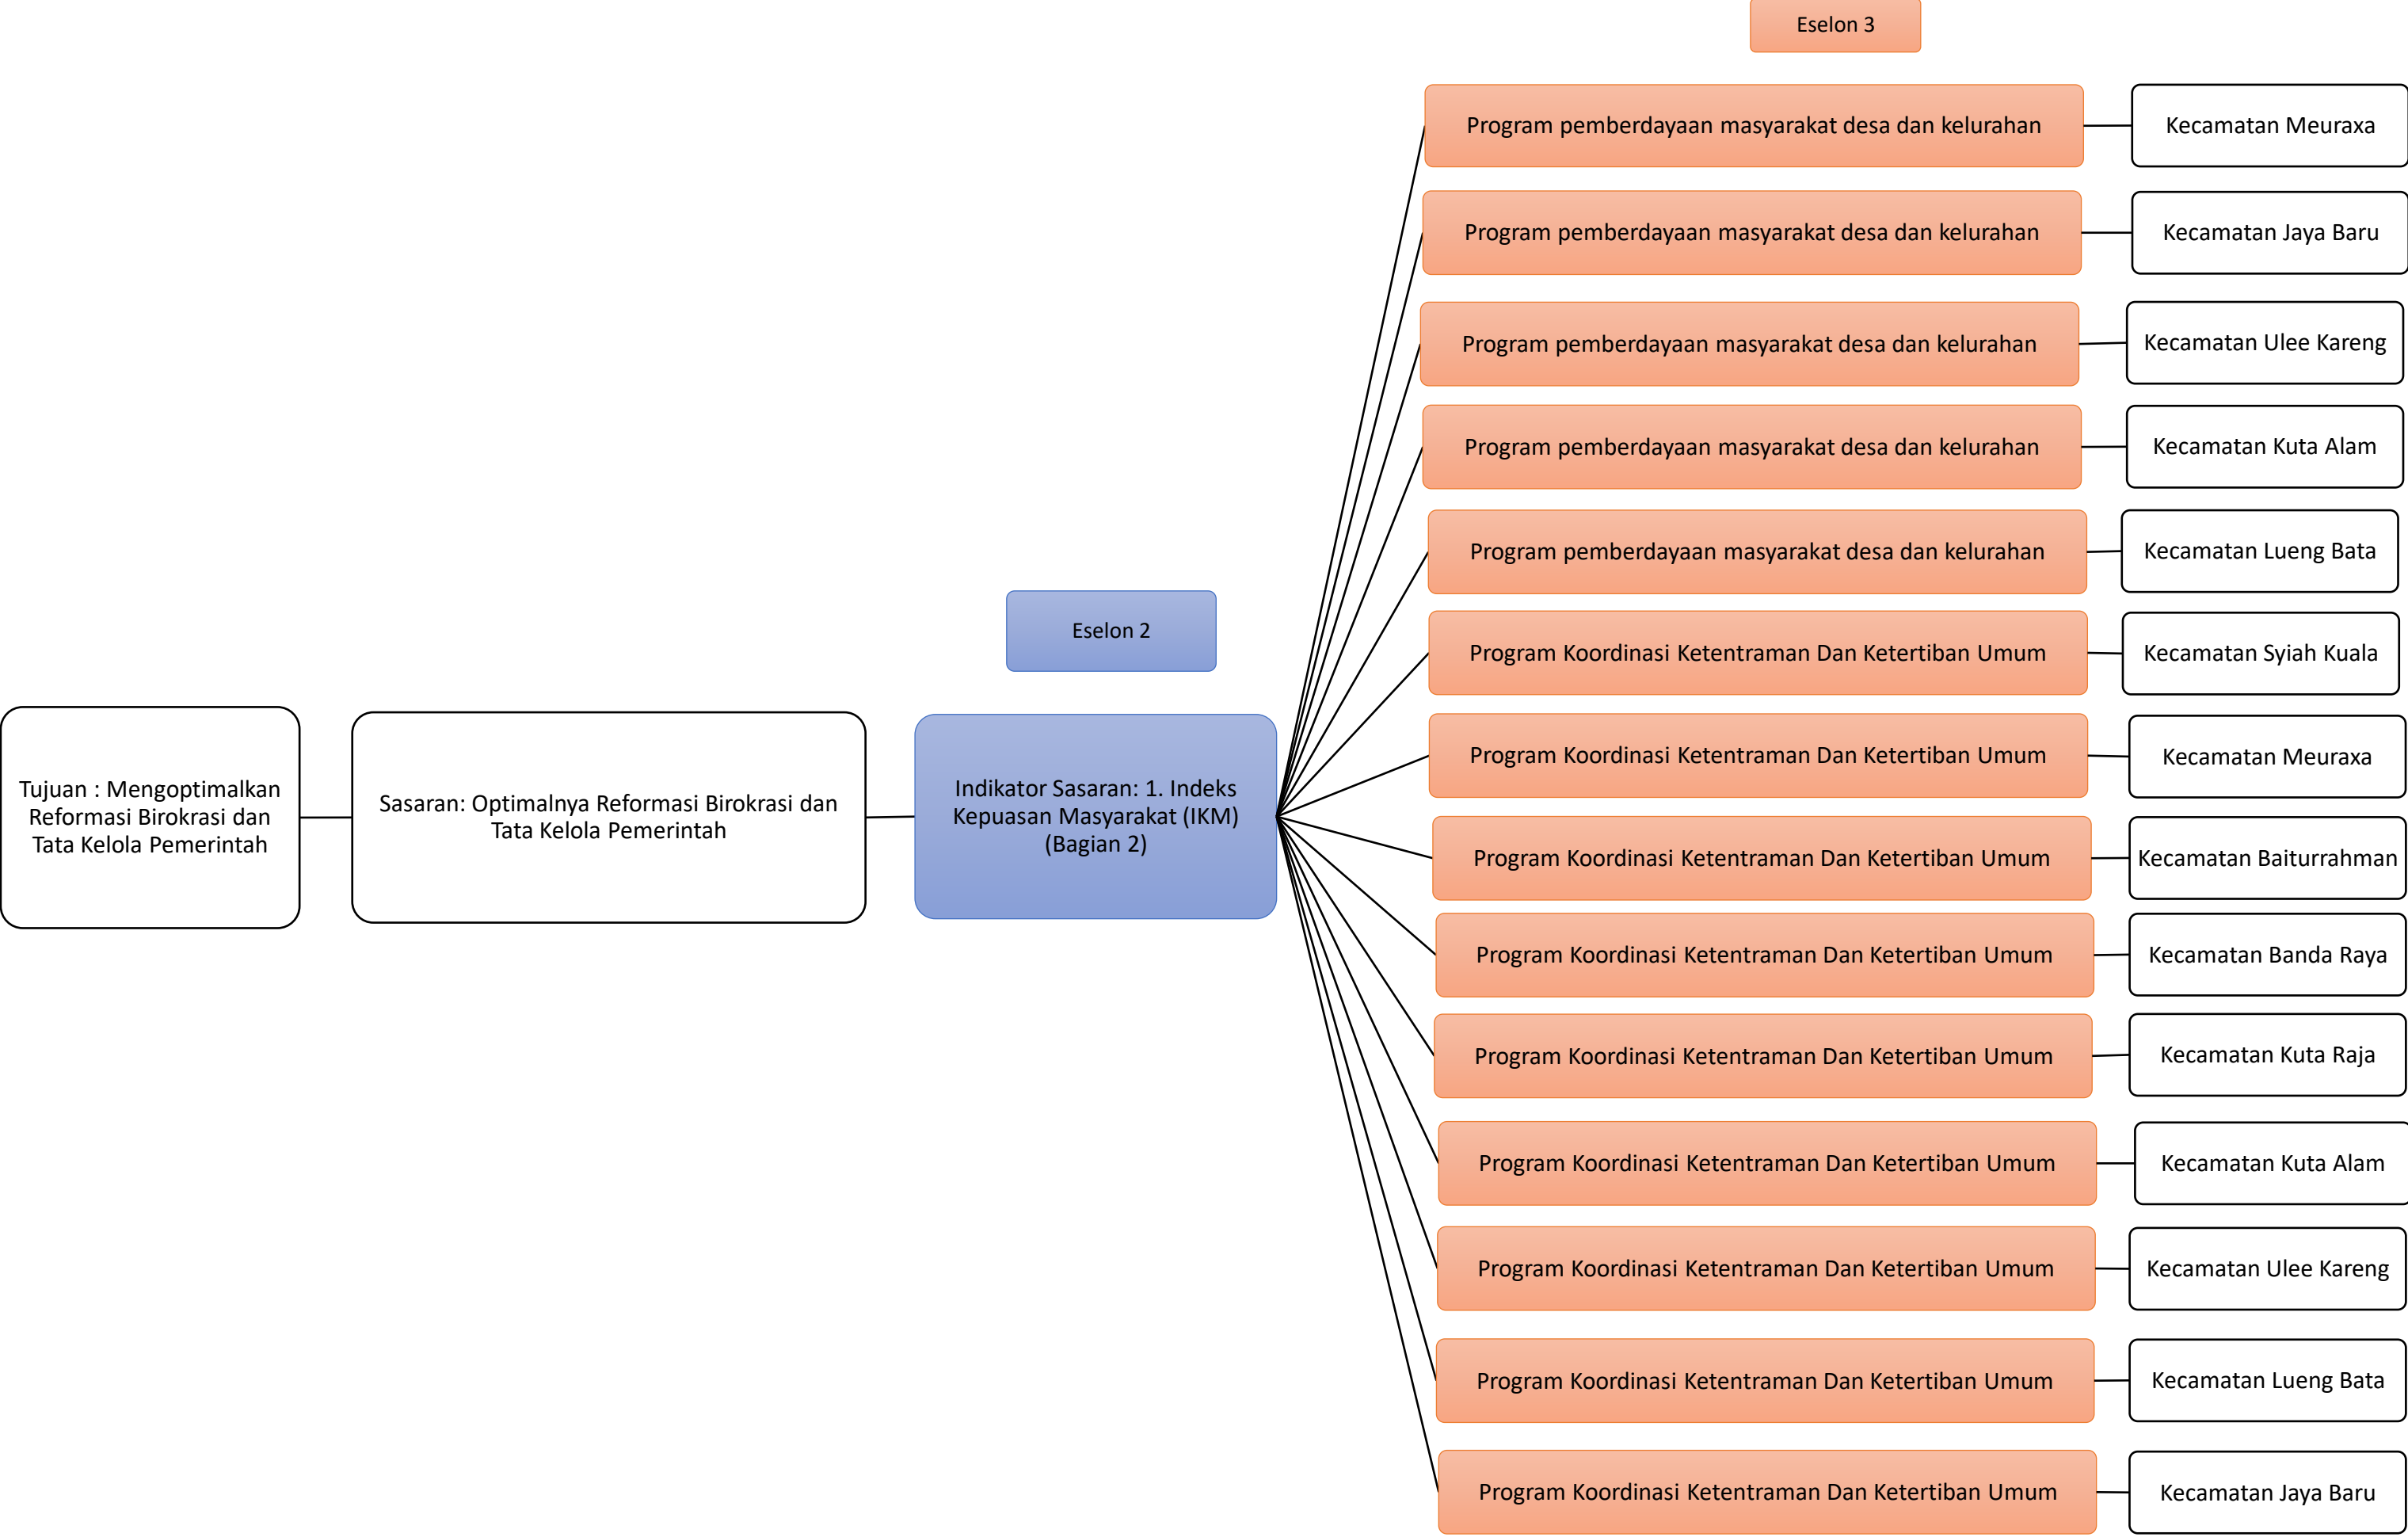 Eselon 3
Program pemberdayaan masyarakat desa dan kelurahan
Kecamatan Meuraxa
Program pemberdayaan masyarakat desa dan kelurahan
Kecamatan Jaya Baru
Program pemberdayaan masyarakat desa dan kelurahan
Kecamatan Ulee Kareng
Program pemberdayaan masyarakat desa dan kelurahan
Kecamatan Kuta Alam
Program pemberdayaan masyarakat desa dan kelurahan
Kecamatan Lueng Bata
Eselon 2
Program Koordinasi Ketentraman Dan Ketertiban Umum
Kecamatan Syiah Kuala
Tujuan : Mengoptimalkan
Reformasi Birokrasi dan
Tata Kelola Pemerintah
Sasaran: Optimalnya Reformasi Birokrasi dan
Tata Kelola Pemerintah
Indikator Sasaran: 1. Indeks
Kepuasan Masyarakat (IKM)
(Bagian 2)
Program Koordinasi Ketentraman Dan Ketertiban Umum
Kecamatan Meuraxa
Program Koordinasi Ketentraman Dan Ketertiban Umum
Kecamatan Baiturrahman
Program Koordinasi Ketentraman Dan Ketertiban Umum
Kecamatan Banda Raya
Program Koordinasi Ketentraman Dan Ketertiban Umum
Kecamatan Kuta Raja
Program Koordinasi Ketentraman Dan Ketertiban Umum
Kecamatan Kuta Alam
Program Koordinasi Ketentraman Dan Ketertiban Umum
Kecamatan Ulee Kareng
Program Koordinasi Ketentraman Dan Ketertiban Umum
Kecamatan Lueng Bata
Program Koordinasi Ketentraman Dan Ketertiban Umum
Kecamatan Jaya Baru